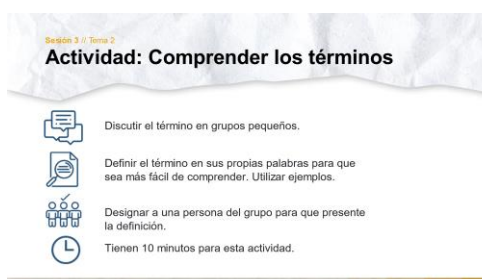 Sesión 3 // Tema 2
Actividad: Comprender los términos
Discutir el término en grupos pequeños.
Definir el término en sus propias palabras para que
sea más fácil de comprender. Utilizar ejemplos.
Designar a una persona del grupo para que presente
la definición.
Tienen 10 minutos para esta actividad.